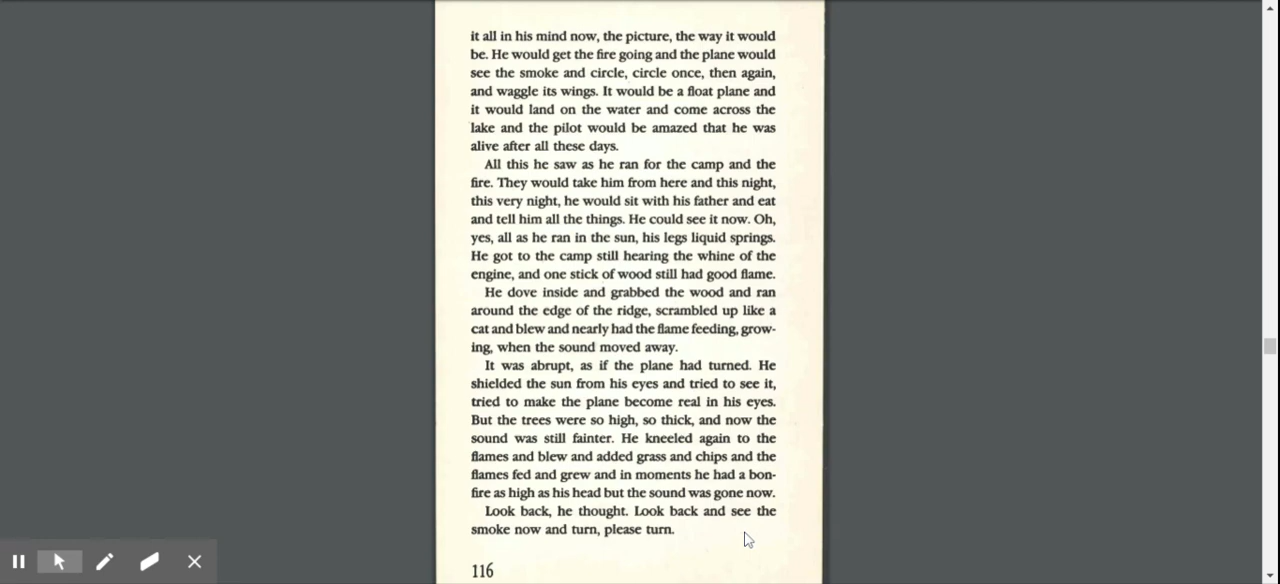 it all in his mind now, the picture, the way it would
be. He would get the fire going and the plane would
see the smoke and circle, circle once, then again,
and waggle its wings. It would be a float plane and
it would land on the water and come across the
lake and the pilot would be amazed that he was
alive after all these days.
All this he saw as he ran for the camp and the
fire. They would take him from here and this night,
this very night, he would sit with his father and eat
and tell him all the things. He could see it now. Oh,
yes, all as he ran in the sun, his legs liquid springs.
He got to the camp still hearing the whine of the
engine, and one stick of wood still had good flame.
He dove inside and grabbed the wood and ran
around the edge of the ridge, scrambled up like a
cat and blew and nearly had the flame feeding, grow-
ing, when the sound moved away.
It was abrupt, as if the plane had turned. He
shielded the sun from his eyes and tried to see it,
tried to make the plane become real in his eyes.
But the trees were so high, so thick, and now the
sound was still fainter. He kneeled again to the
flames and blew and added grass and chips and the
flames fed and grew and in moments he had a bon-
fire as high as his head but the sound was gone now.
Look back, he thought. Look back and see the
smoke now and turn, please turn.
116